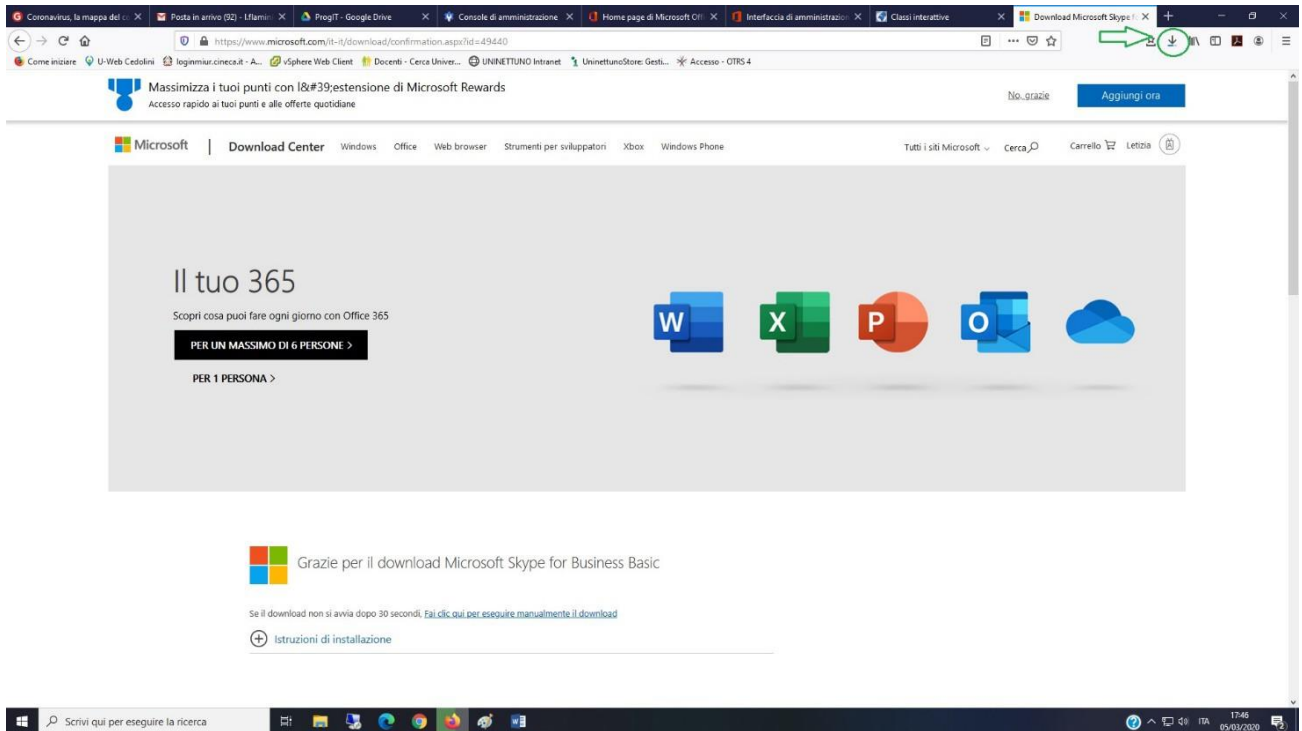 Coronavirus, la mappa del co
Posta in arrivo (92) - l.flamini
ProgIT - Google Drive
Console di amministrazione
Home page di Microsoft Offi
Interfaccia di amministrazion
Classi interattive
Download Microsoft Skype fo
https://www.microsoft.com/it-it/download/confirmation.aspx?id=49440
Come iniziare U-Web Cedolini loginmiur.cineca.it - A... vSphere Web Client Docenti - Cerca Univer... UNINETTUNO Intranet UninettunoStore: Gesti... Accesso - OTRS 4
Massimizza i tuoi punti con l&#39;estensione di Microsoft Rewards
Accesso rapido ai tuoi punti e alle offerte quotidiane
No, grazie
Aggiungi ora
Microsoft | Download Center Windows Office Web browser Strumenti per sviluppatori Xbox Windows Phone Tutti i siti Microsoft Cerca Carrello Letizia
Il tuo 365
Scopri cosa puoi fare ogni giorno con Office 365
PER UN MASSIMO DI 6 PERSONE >
PER 1 PERSONA >
W X P O
Grazie per il download Microsoft Skype for Business Basic
Se il download non si avvia dopo 30 secondi, Fai clic qui per eseguire manualmente il download
Istruzioni di installazione
Scrivi qui per eseguire la ricerca
ITA
17:46
05/03/2020